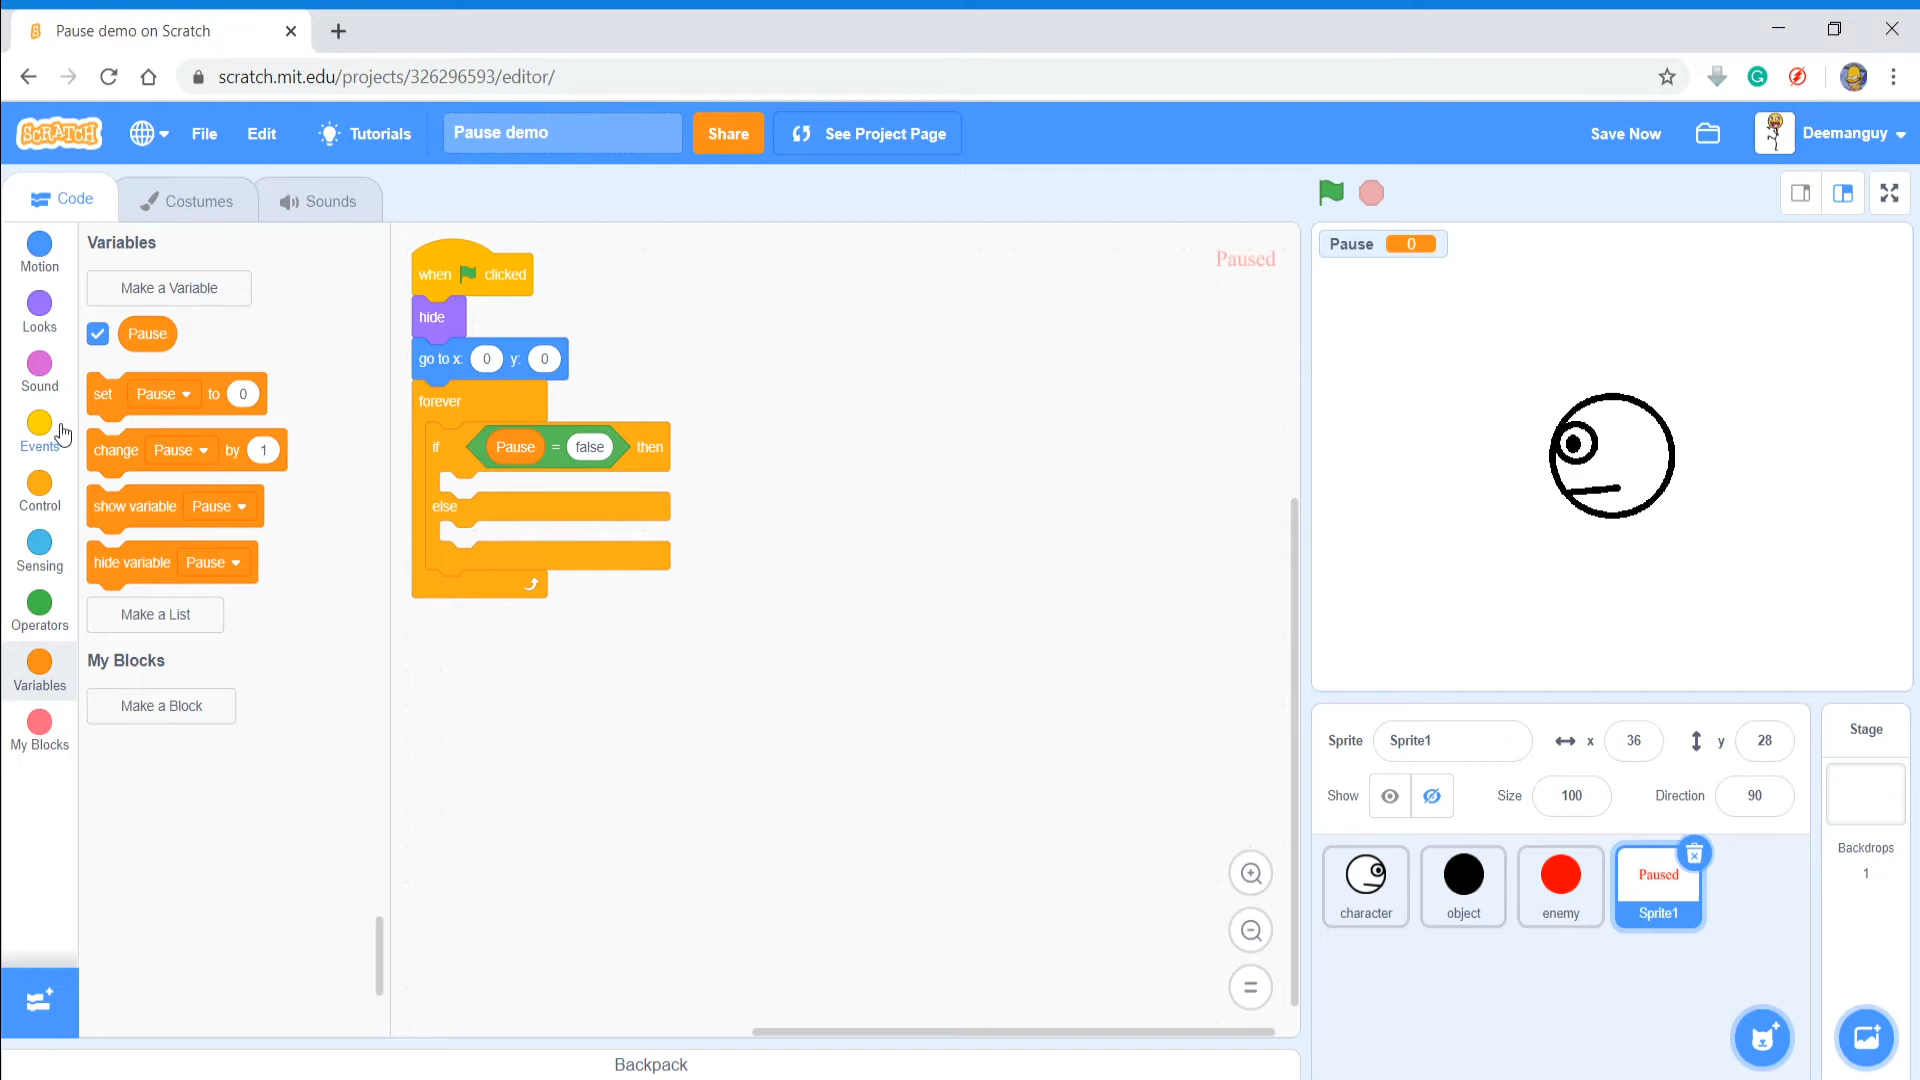 Pause demo on Scratch
scratch.mit.edu/projects/326296593/editor/
SCRATCH
File
Edit
Tutorials
Pause demo
Share
See Project Page
Save Now
Deemanguy
Code
Costumes
Sounds
Motion
Looks
Sound
Events
Control
Sensing
Operators
Variables
My Blocks
Variables
Make a Variable
Pause
set Pause to 0
change Pause by 1
show variable Pause
hide variable Pause
Make a List
My Blocks
Make a Block
when clicked
hide
go to x: 0 y: 0
forever
if Pause = false then
else
Paused
Backpack
Pause 0
Sprite Sprite1 x 36 y 28
Show Size 100 Direction 90
character
object
enemy
Paused
Sprite1
Stage
Backdrops
1